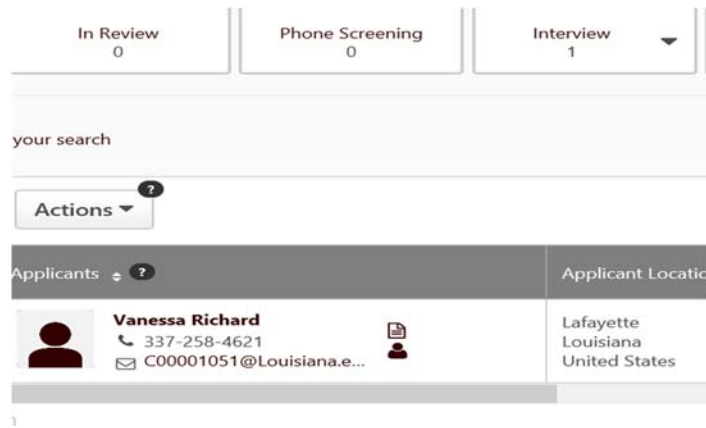 In Review
0
Phone Screening
0
Interview
1
your search
Actions
?
Applicants ?
Applicant Locatio
Vanessa Richard
337-258-4621
C00001051@Louisiana.e...
Lafayette
Louisiana
United States